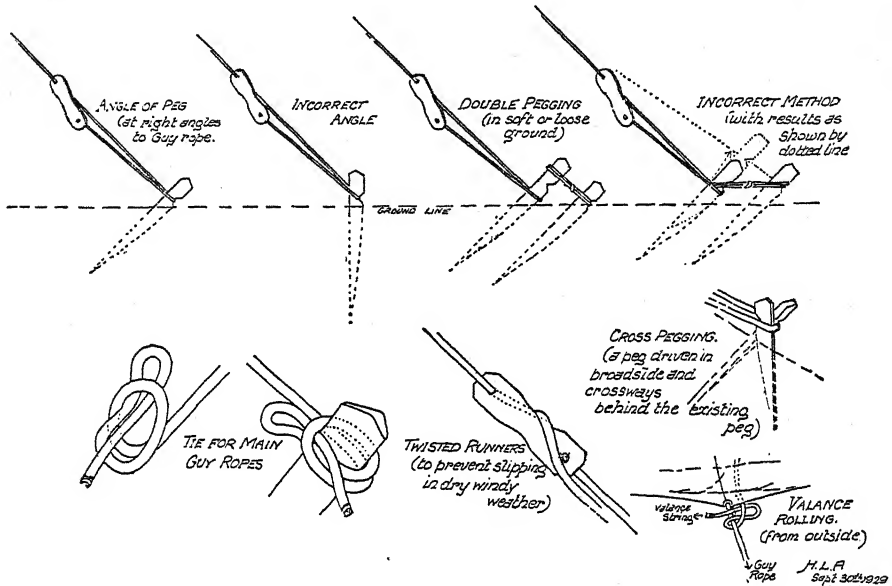 ANGLE OF PEG
(at right angles
to Guy rope.
INCORRECT
ANGLE
DOUBLE PEGGING
(in soft or loose
ground)
INCORRECT METHOD
(with results as
shown by
dotted line
GROUND LINE
CROSS PEGGING.
(a peg driven in
broadside and
crossways
behind the existing
peg)
TIE FOR MAIN
GUY ROPES
TWISTED RUNNERS
(to prevent slipping
in dry windy
weather)
Valance
String
VALANCE
ROLLING.
(from outside)
Guy
Rope
H.L.A
Sept 30th 1929